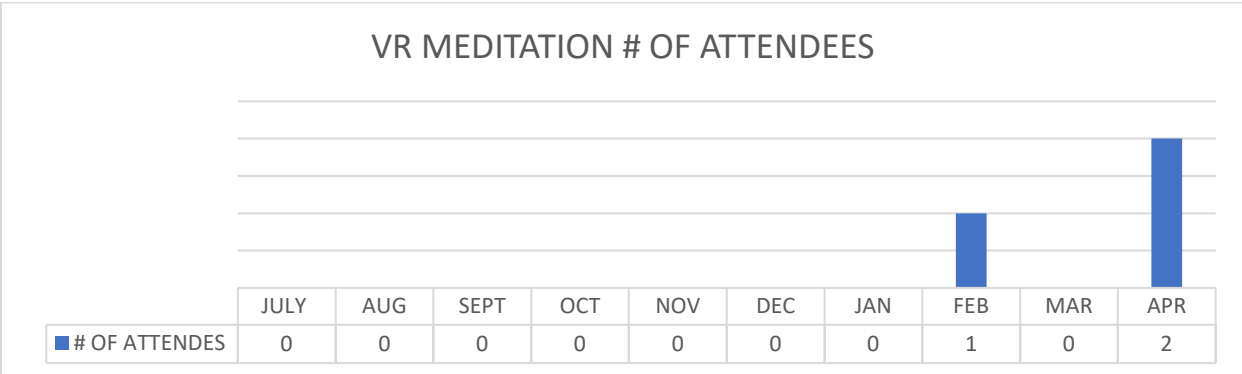 VR MEDITATION # OF ATTENDEES
JULY AUG SEPT OCT NOV DEC JAN FEB MAR APR
# OF ATTENDES 0 0 0 0 0 0 0 1 0 2